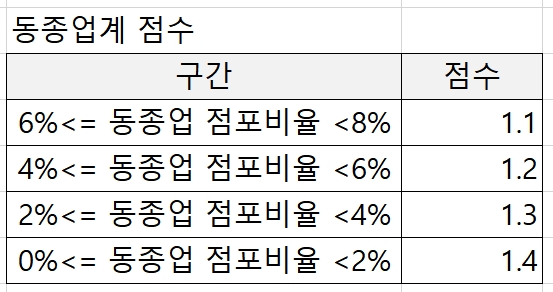 동종업계 점수
구간 점수
6%<= 동종업 점포비율 <8% 1.1
4%<= 동종업 점포비율 <6% 1.2
2%<= 동종업 점포비율 <4% 1.3
0%<= 동종업 점포비율 <2% 1.4